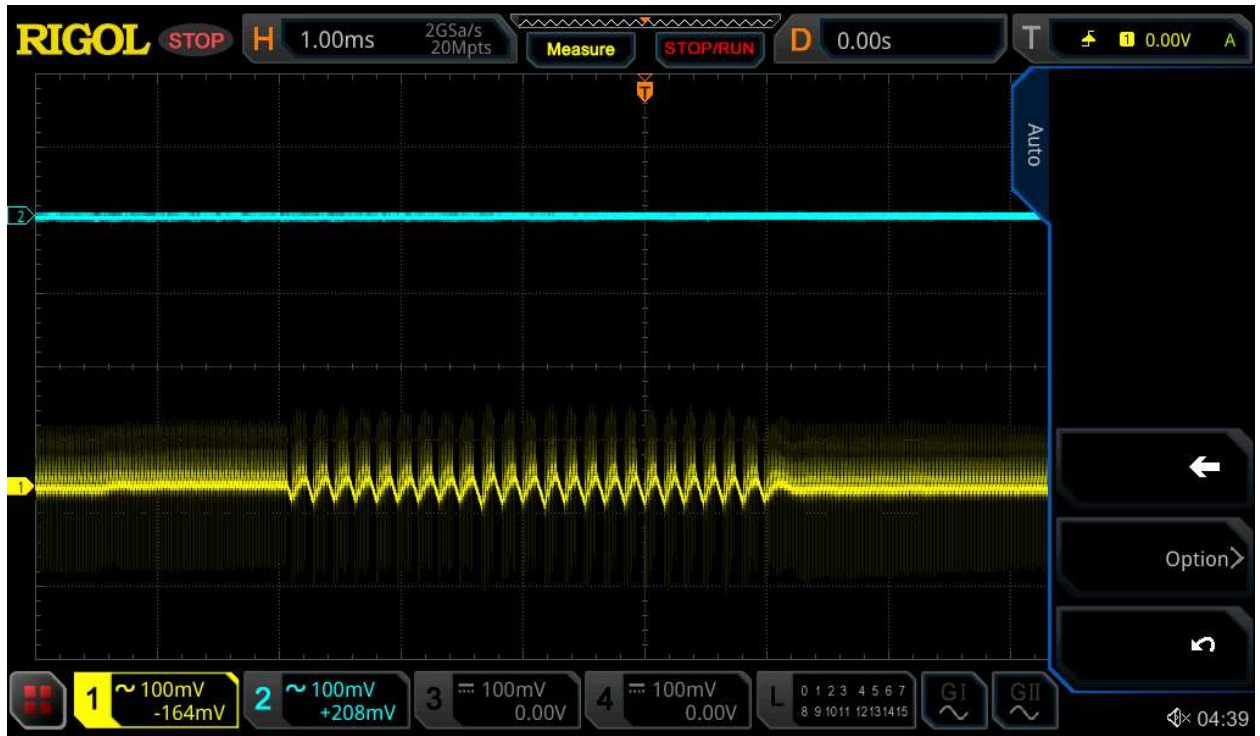 RIGOL STOP H 1.00ms 2GSa/s D 0.00s T 1 0.00V A
20Mpts Measure STOP/RUN
T
Auto
2
1
Option
1 100mV 2 100mV 3 100mV 4 100mV L 0 1 2 3 4 5 6 7 GI GII
-164mV +208mV 0.00V 0.00V 8 9 10 11 12 13 14 15
04:39